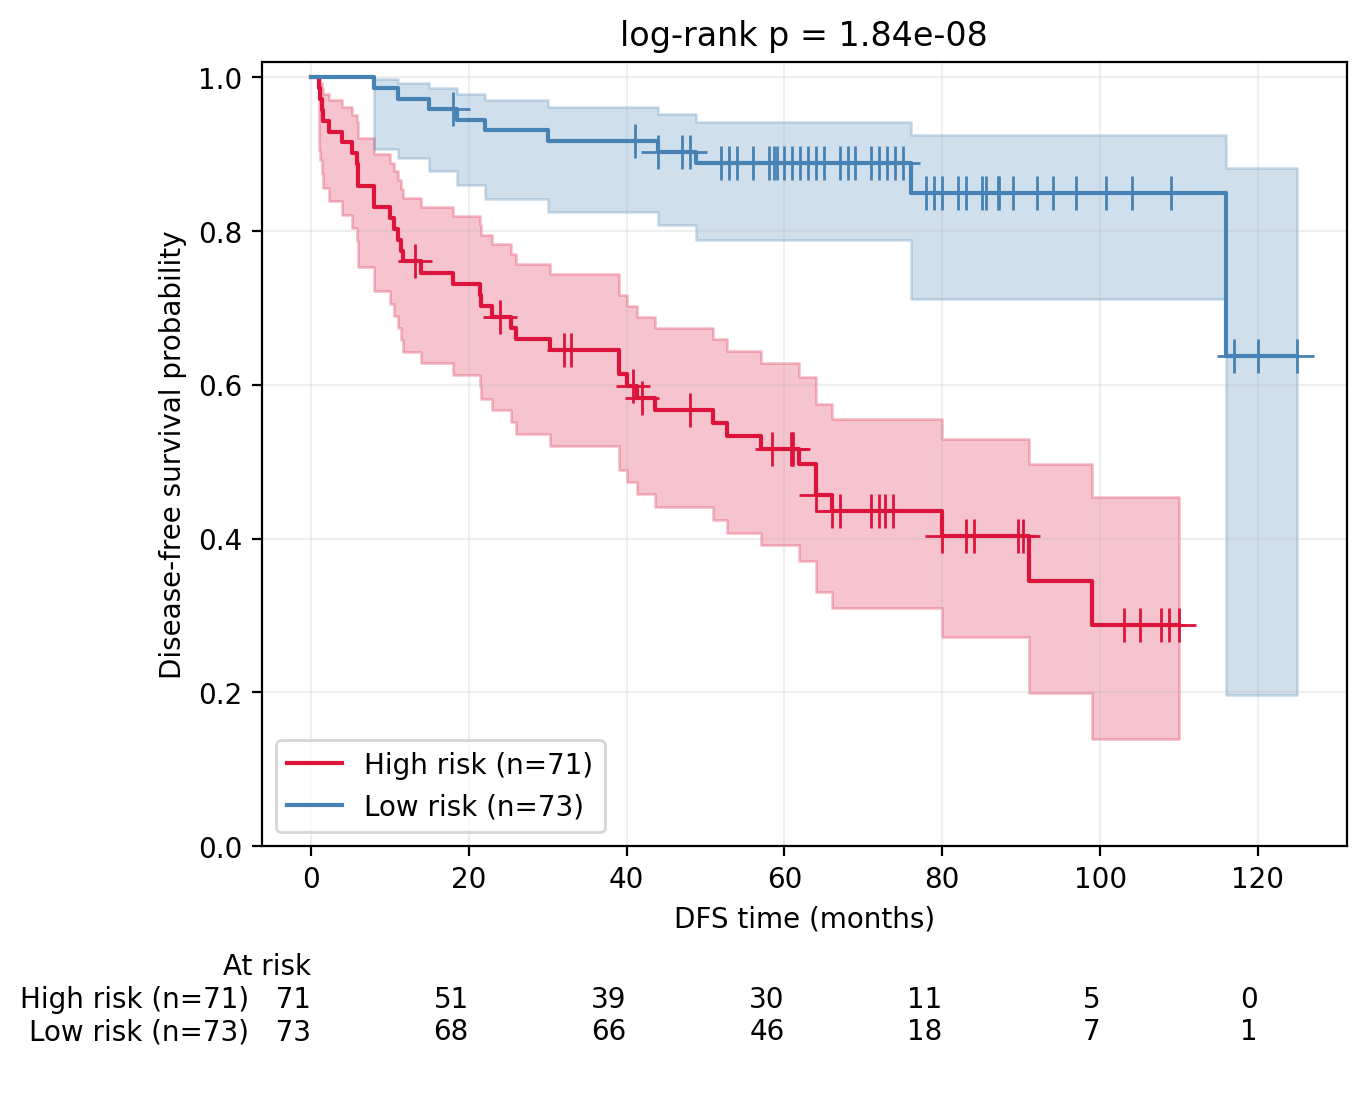 log-rank p = 1.84e-08
Disease-free survival probability
1.0
0.8
0.6
0.4
0.2
0.0
High risk (n=71)
Low risk (n=73)
0 20 40 60 80 100 120
DFS time (months)
At risk
High risk (n=71) 71 51 39 30 11 5 0
Low risk (n=73) 73 68 66 46 18 7 1